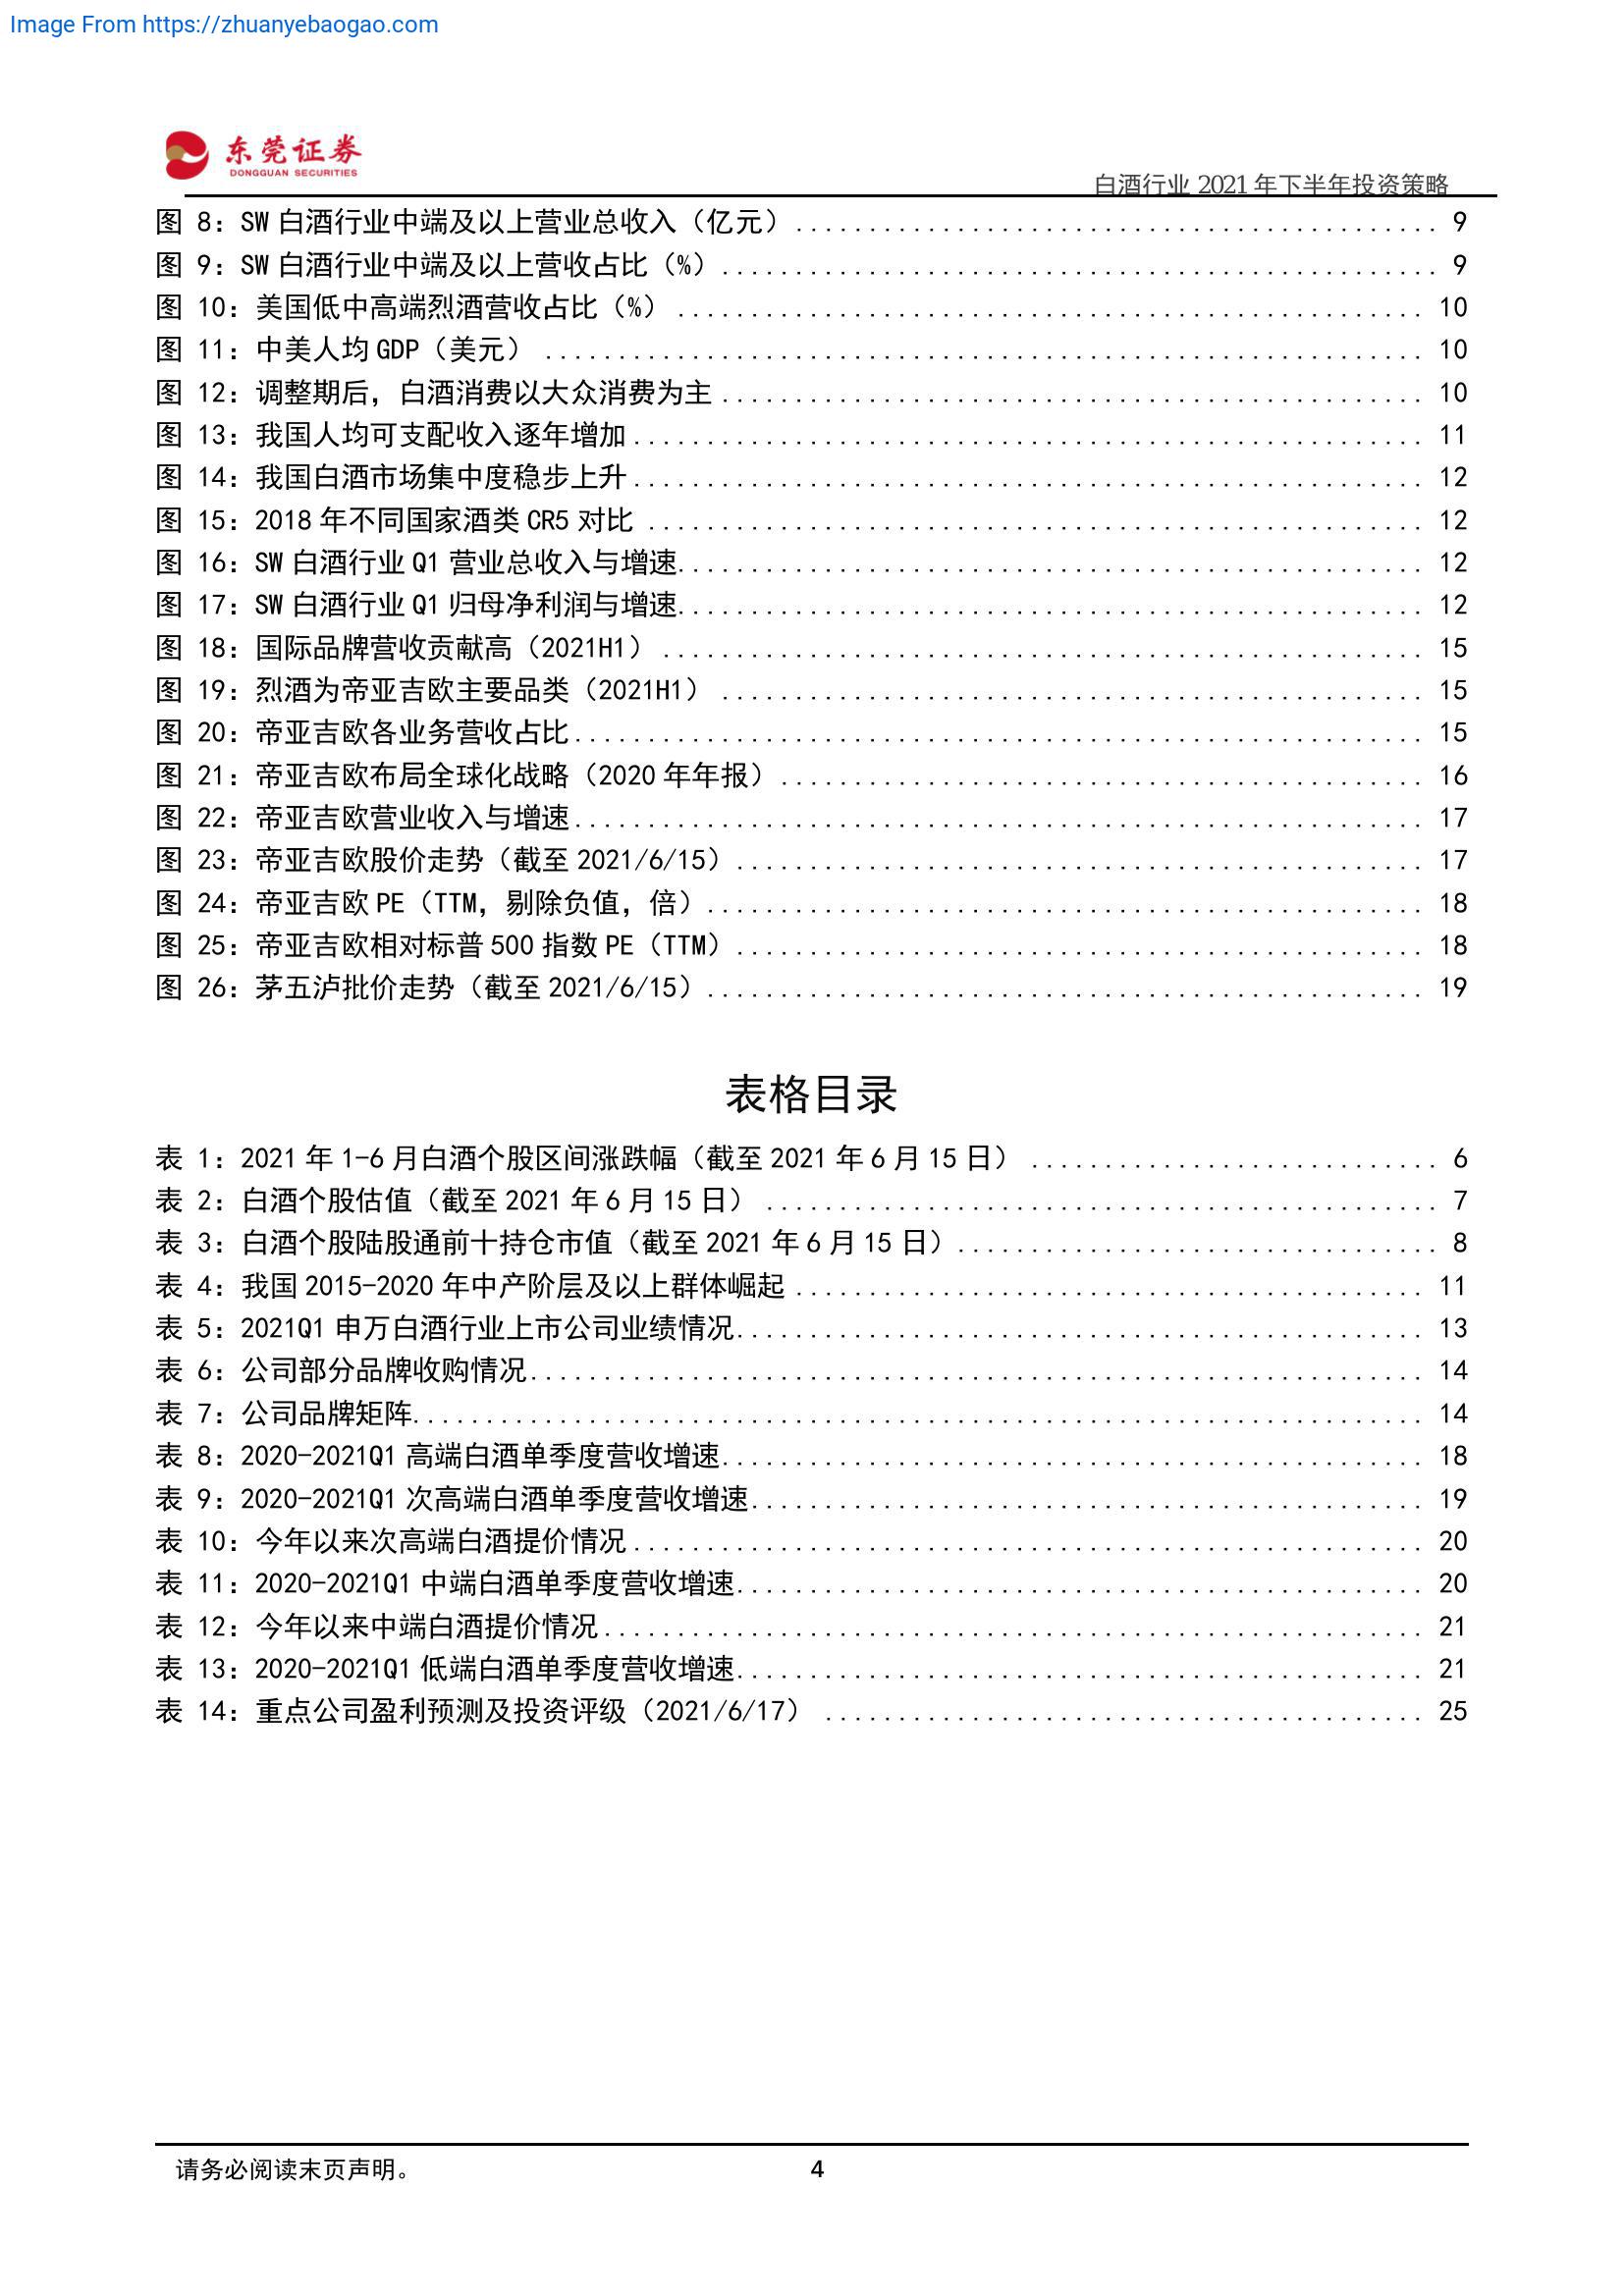 Image From https://zhuanyebaogao.com
东莞证券
DONGGUAN SECURITIES
白酒行业 2021 年下半年投资策略
图 8：SW 白酒行业中端及以上营业总收入（亿元）............................................ 9
图 9：SW 白酒行业中端及以上营收占比（%）................................................. 9
图 10：美国低中高端烈酒营收占比（%）................................................... 10
图 11：中美人均 GDP（美元）............................................................ 10
图 12：调整期后，白酒消费以大众消费为主................................................ 10
图 13：我国人均可支配收入逐年增加...................................................... 11
图 14：我国白酒市场集中度稳步上升...................................................... 12
图 15：2018 年不同国家酒类 CR5 对比..................................................... 12
图 16：SW 白酒行业 Q1 营业总收入与增速................................................... 12
图 17：SW 白酒行业 Q1 归母净利润与增速................................................... 12
图 18：国际品牌营收贡献高（2021H1）.................................................... 15
图 19：烈酒为帝亚吉欧主要品类（2021H1）................................................ 15
图 20：帝亚吉欧各业务营收占比.......................................................... 15
图 21：帝亚吉欧布局全球化战略（2020 年年报）............................................ 16
图 22：帝亚吉欧营业收入与增速.......................................................... 17
图 23：帝亚吉欧股价走势（截至 2021/6/15）............................................... 17
图 24：帝亚吉欧 PE（TTM，剔除负值，倍）................................................. 18
图 25：帝亚吉欧相对标普 500 指数 PE（TTM）............................................... 18
图 26：茅五泸批价走势（截至 2021/6/15）................................................. 19
表格目录
表 1：2021 年 1-6 月白酒个股区间涨跌幅（截至 2021 年 6 月 15 日）............................ 6
表 2：白酒个股估值（截至 2021 年 6 月 15 日）.............................................. 7
表 3：白酒个股陆股通前十持仓市值（截至 2021 年 6 月 15 日）................................. 8
表 4：我国 2015-2020 年中产阶层及以上群体崛起........................................... 11
表 5：2021Q1 申万白酒行业上市公司业绩情况............................................... 13
表 6：公司部分品牌收购情况............................................................. 14
表 7：公司品牌矩阵..................................................................... 14
表 8：2020-2021Q1 高端白酒单季度营收增速................................................ 18
表 9：2020-2021Q1 次高端白酒单季度营收增速.............................................. 19
表 10：今年以来次高端白酒提价情况...................................................... 20
表 11：2020-2021Q1 中端白酒单季度营收增速............................................... 20
表 12：今年以来中端白酒提价情况........................................................ 21
表 13：2020-2021Q1 低端白酒单季度营收增速............................................... 21
表 14：重点公司盈利预测及投资评级（2021/6/17）......................................... 25
请务必阅读末页声明。
4